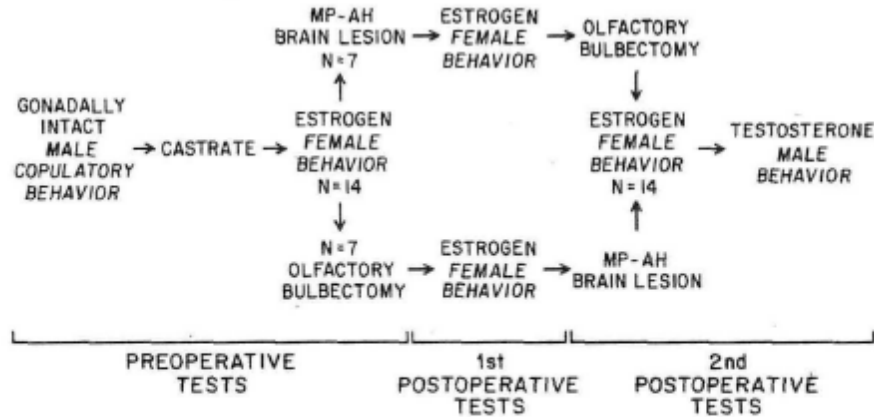 MP-AH
BRAIN LESION
N=7
ESTROGEN
FEMALE
BEHAVIOR
OLFACTORY
BULBECTOMY
GONADALLY
INTACT
MALE
COPULATORY
BEHAVIOR
CASTRATE
ESTROGEN
FEMALE
BEHAVIOR
N=14
ESTROGEN
FEMALE
BEHAVIOR
N=14
TESTOSTERONE
MALE
BEHAVIOR
N=7
OLFACTORY
BULBECTOMY
ESTROGEN
FEMALE
BEHAVIOR
MP-AH
BRAIN LESION
PREOPERATIVE
TESTS
1st
POSTOPERATIVE
TESTS
2nd
POSTOPERATIVE
TESTS